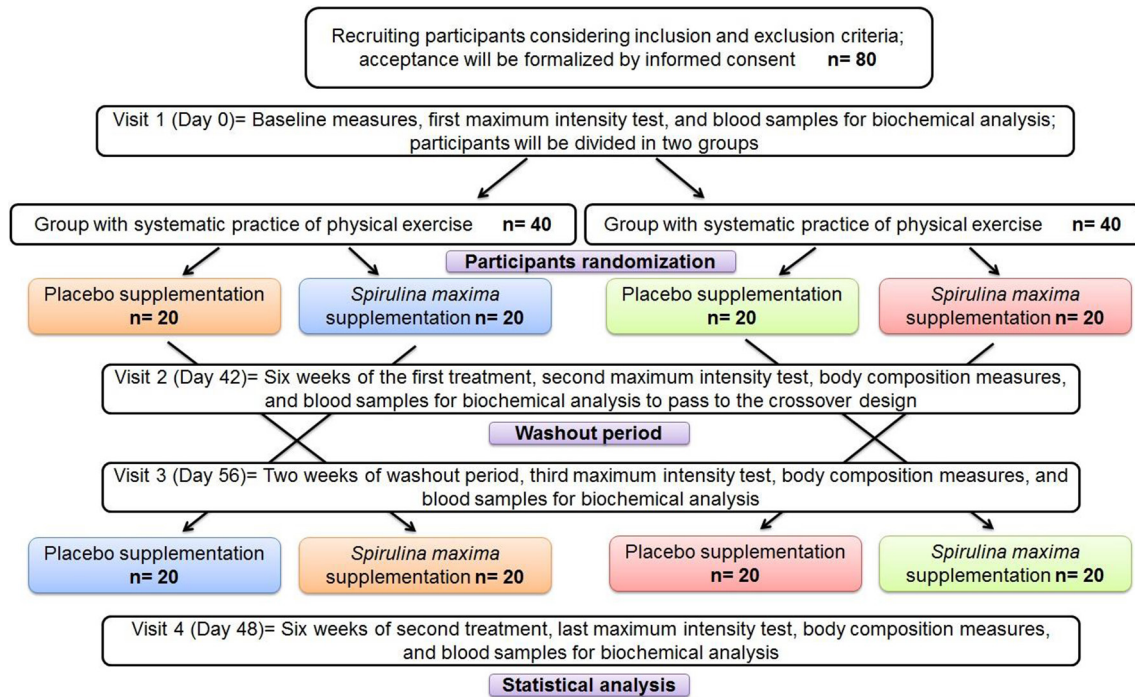 Recruiting participants considering inclusion and exclusion criteria;
acceptance will be formalized by informed consent n= 80
Visit 1 (Day 0)= Baseline measures, first maximum intensity test, and blood samples for biochemical analysis;
participants will be divided in two groups
Group with systematic practice of physical exercise n= 40
Group with systematic practice of physical exercise n= 40
Participants randomization
Placebo supplementation
n= 20
Spirulina maxima
supplementation n= 20
Placebo supplementation
n= 20
Spirulina maxima
supplementation n= 20
Visit 2 (Day 42)= Six weeks of the first treatment, second maximum intensity test, body composition measures,
and blood samples for biochemical analysis to pass to the crossover design
Washout period
Visit 3 (Day 56)= Two weeks of washout period, third maximum intensity test, body composition measures, and
blood samples for biochemical analysis
Placebo supplementation
n= 20
Spirulina maxima
supplementation n= 20
Placebo supplementation
n= 20
Spirulina maxima
supplementation n= 20
Visit 4 (Day 48)= Six weeks of second treatment, last maximum intensity test, body composition measures,
and blood samples for biochemical analysis
Statistical analysis